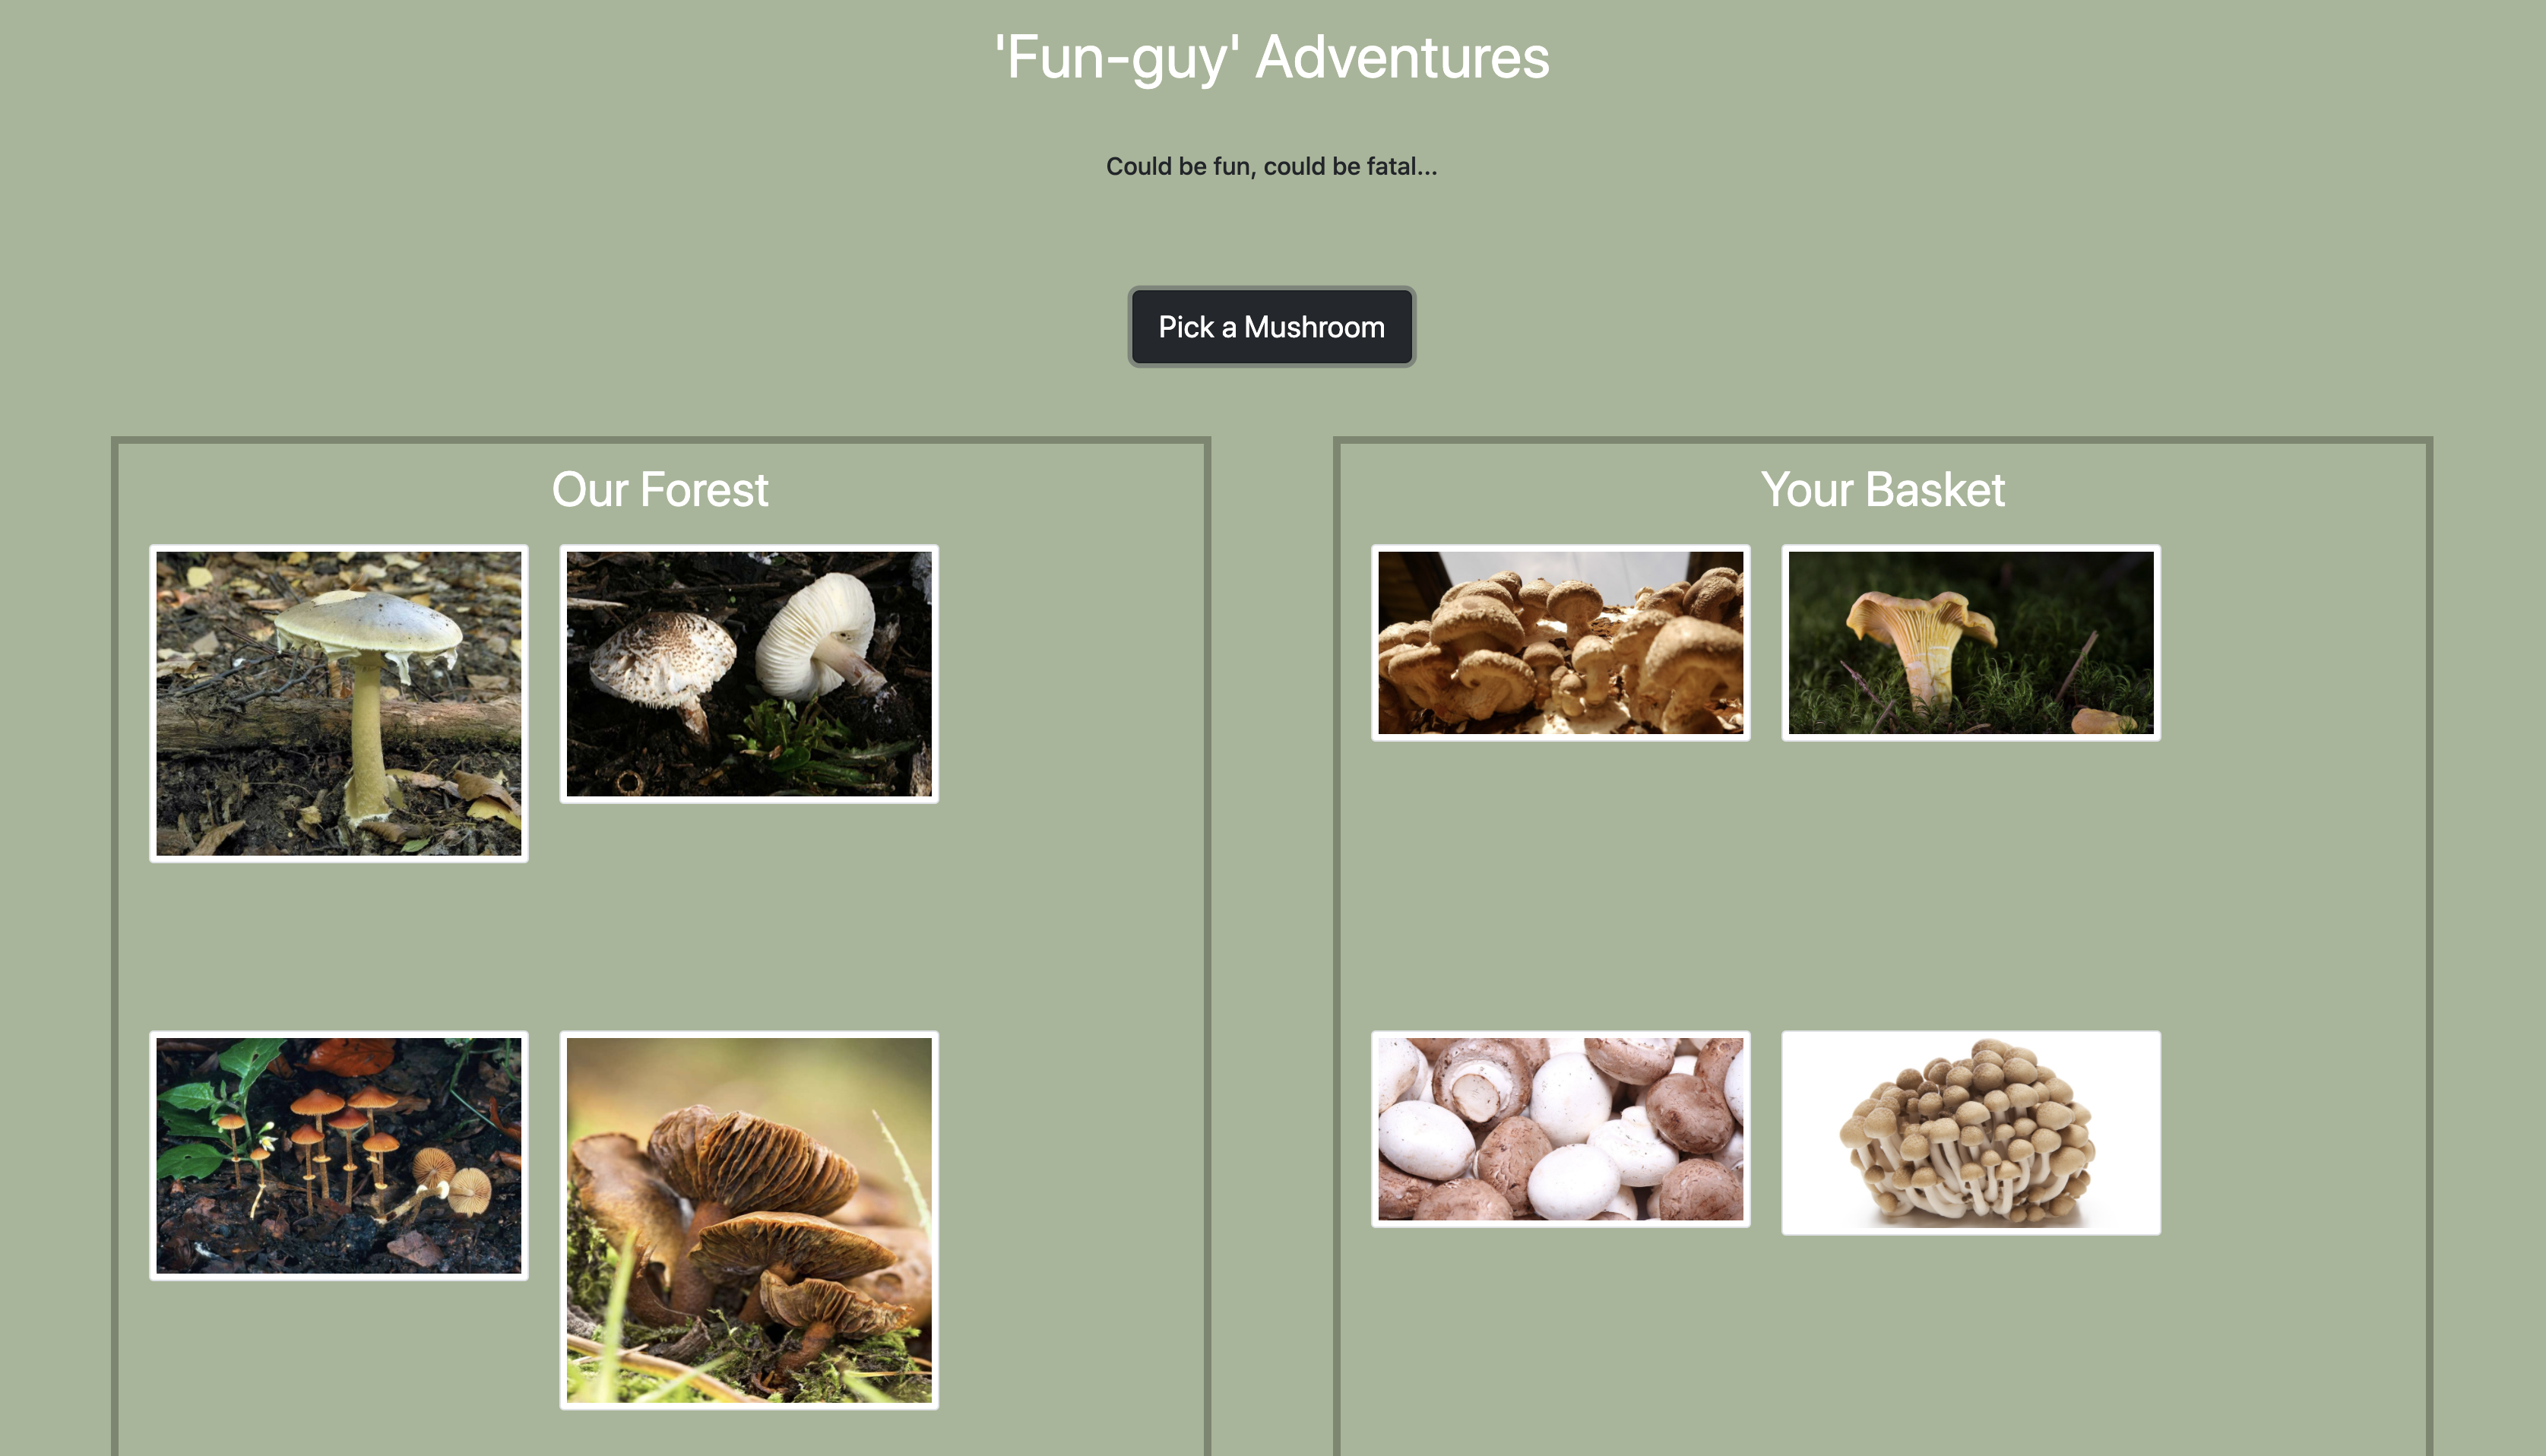 'Fun-guy' Adventures
Could be fun, could be fatal...
Pick a Mushroom
Our Forest
Your Basket